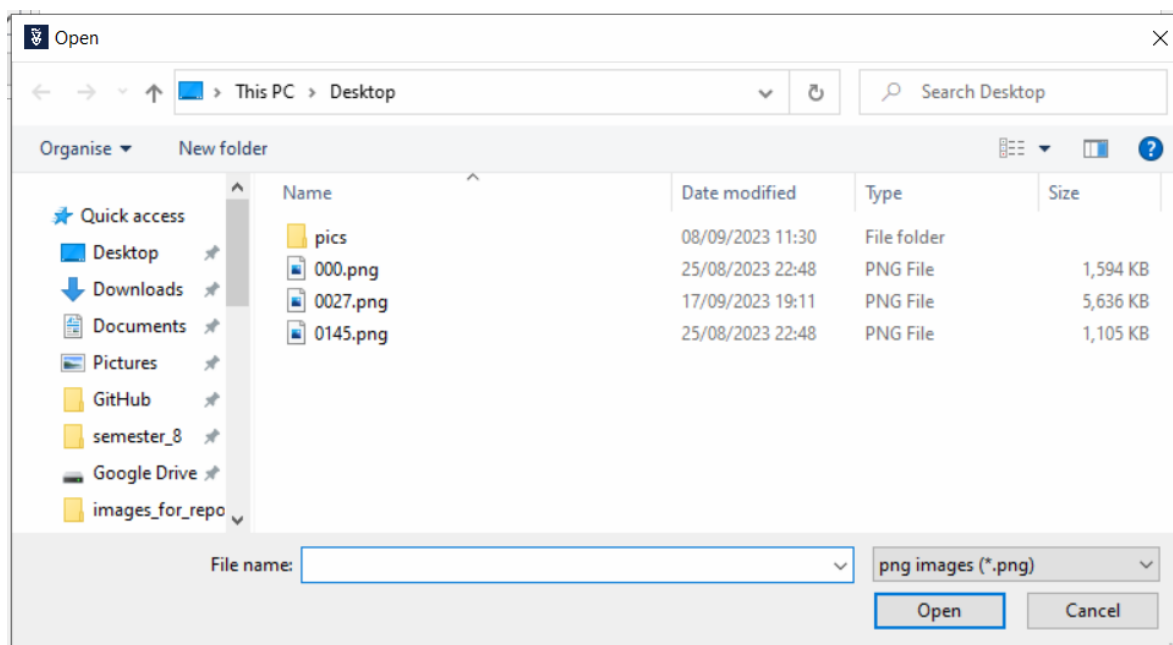 Open
This PC > Desktop
Search Desktop
Organise
New folder
Name Date modified Type Size
Quick access
Desktop
Downloads
Documents
Pictures
GitHub
semester_8
Google Drive
images_for_repo
pics 08/09/2023 11:30 File folder
000.png 25/08/2023 22:48 PNG File 1,594 KB
0027.png 17/09/2023 19:11 PNG File 5,636 KB
0145.png 25/08/2023 22:48 PNG File 1,105 KB
File name:
png images (*.png)
Open Cancel